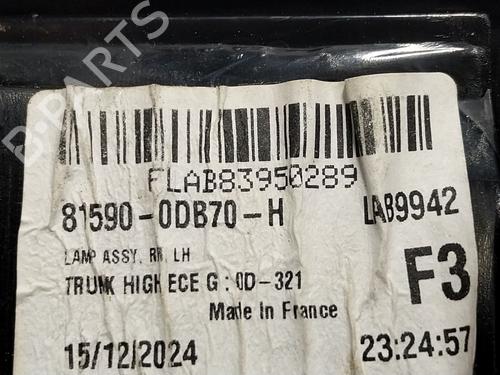 B-PARTS
FLAB83950289
81590-0DB70-H LAB9942
LAMP ASSY, RR, LH
TRUNK HIGH ECE G : 0D-321
F3
Made In France
15/12/2024 23:24:57